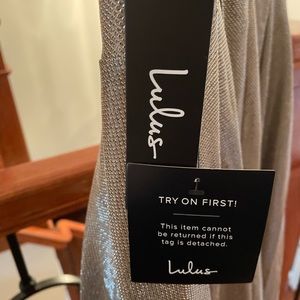 Lulus
TRY ON FIRST!
This item cannot
be returned if this
tag is detached.
Lulus